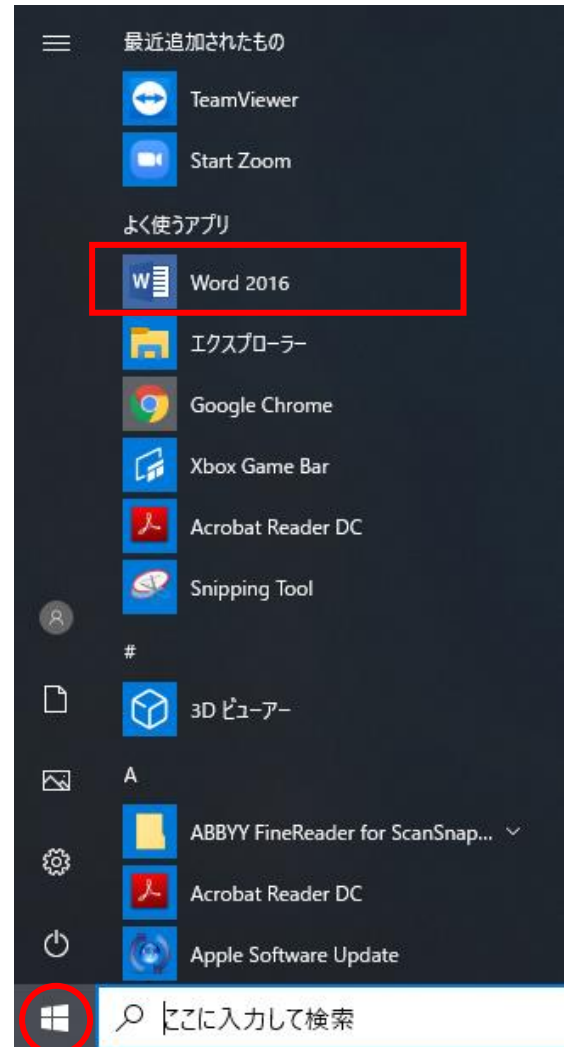 最近追加されたもの
TeamViewer
Start Zoom
よく使うアプリ
Word 2016
エクスプローラー
Google Chrome
Xbox Game Bar
Acrobat Reader DC
Snipping Tool
#
3D ビューアー
A
ABBYY FineReader for ScanSnap...
Acrobat Reader DC
Apple Software Update
ここに入力して検索